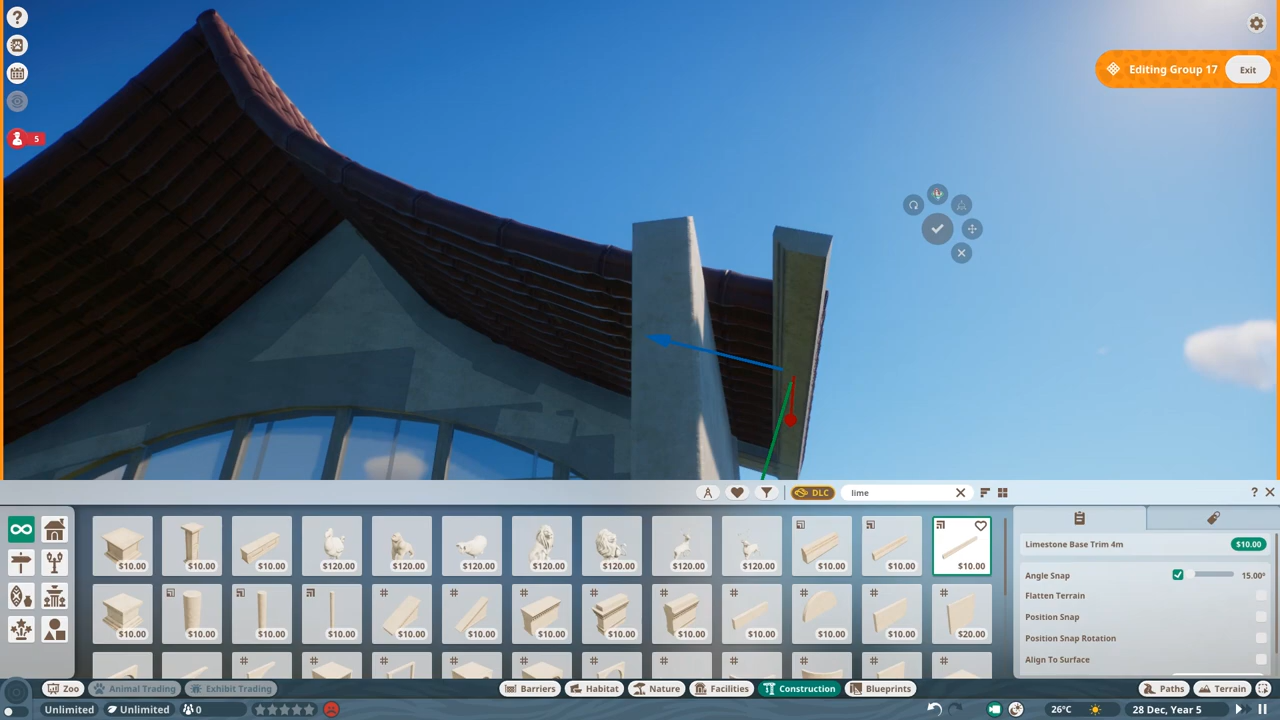 ?
Editing Group 17 Exit
5
DLC lime
? 
$10.00 $10.00 $10.00 $120.00 $120.00 $120.00 $120.00 $120.00 $120.00 $120.00 $10.00 $10.00 $10.00
$10.00 $10.00 $10.00 $10.00 $10.00 $10.00 $10.00 $10.00 $10.00 $10.00 $10.00 $10.00 $20.00
Limestone Base Trim 4m $10.00
Angle Snap 15.00°
Flatten Terrain
Position Snap
Position Snap Rotation
Align To Surface
Zoo Animal Trading Exhibit Trading Barriers Habitat Nature Facilities Construction Blueprints Paths Terrain
Unlimited Unlimited 0 26°C 28 Dec, Year 5